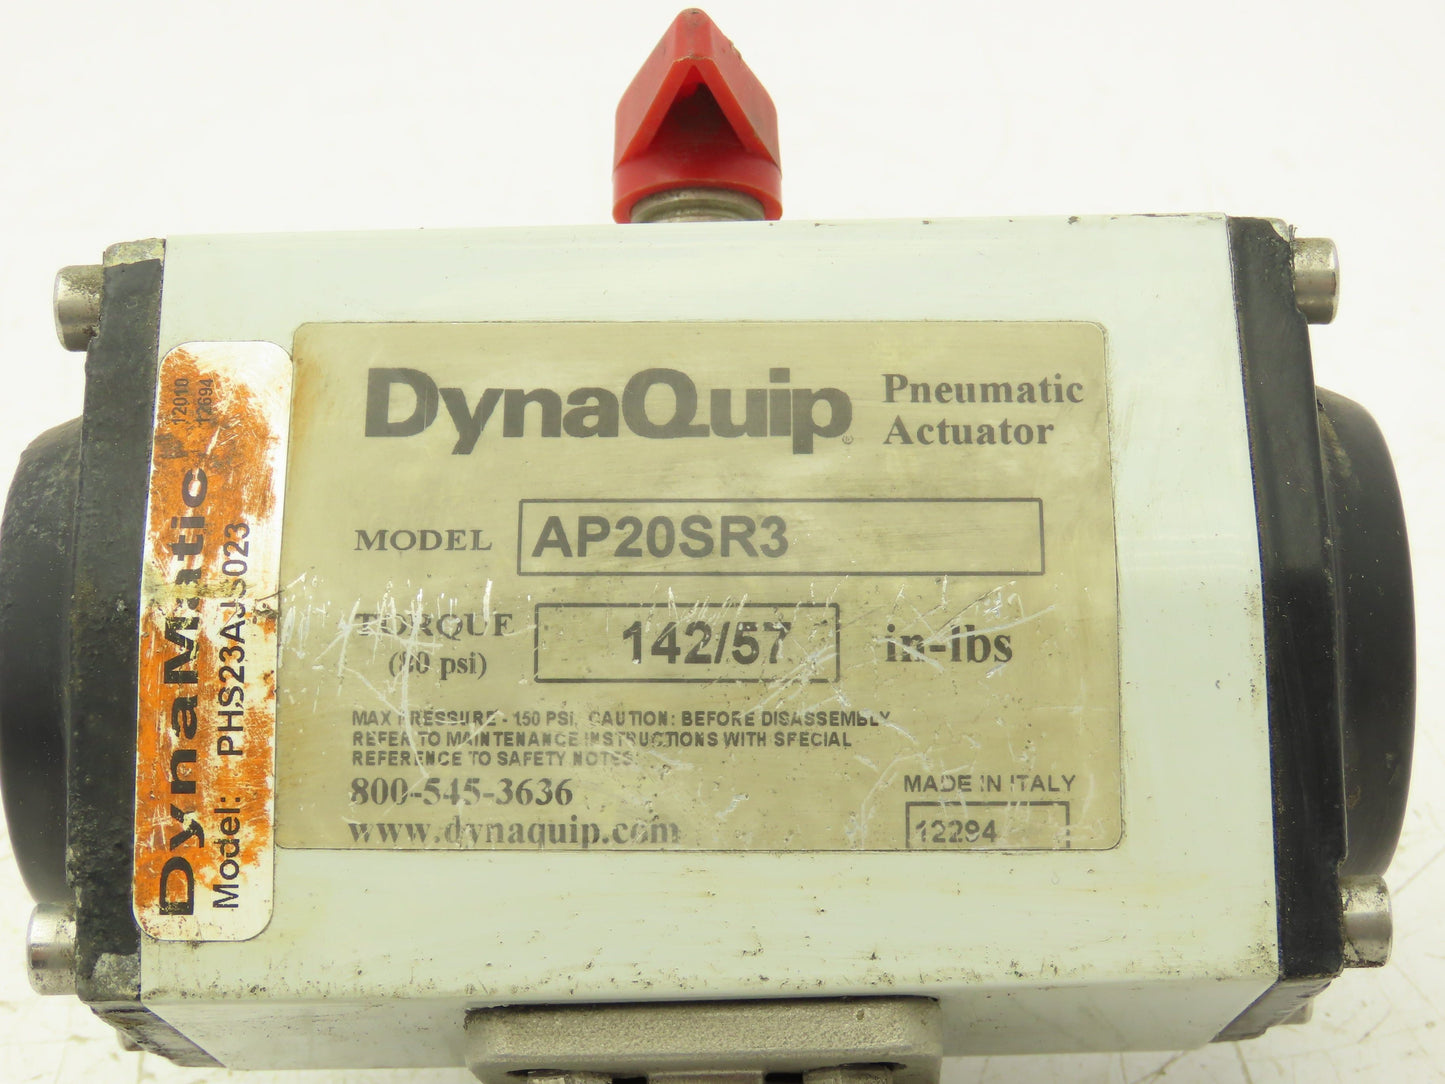 DynaQuip® Pneumatic Actuator
MODEL AP20SR3
TORQUE (80 psi) 142/57 in-lbs
MAX PRESSURE - 150 PSI, CAUTION: BEFORE DISASSEMBLY
REFER TO MAINTENANCE INSTRUCTIONS WITH SPECIAL
REFERENCE TO SAFETY NOTES.
800-545-3636
www.dynaquip.com
MADE IN ITALY
12294
DynaMatic
Model: PHS23AJS023
12010
12694